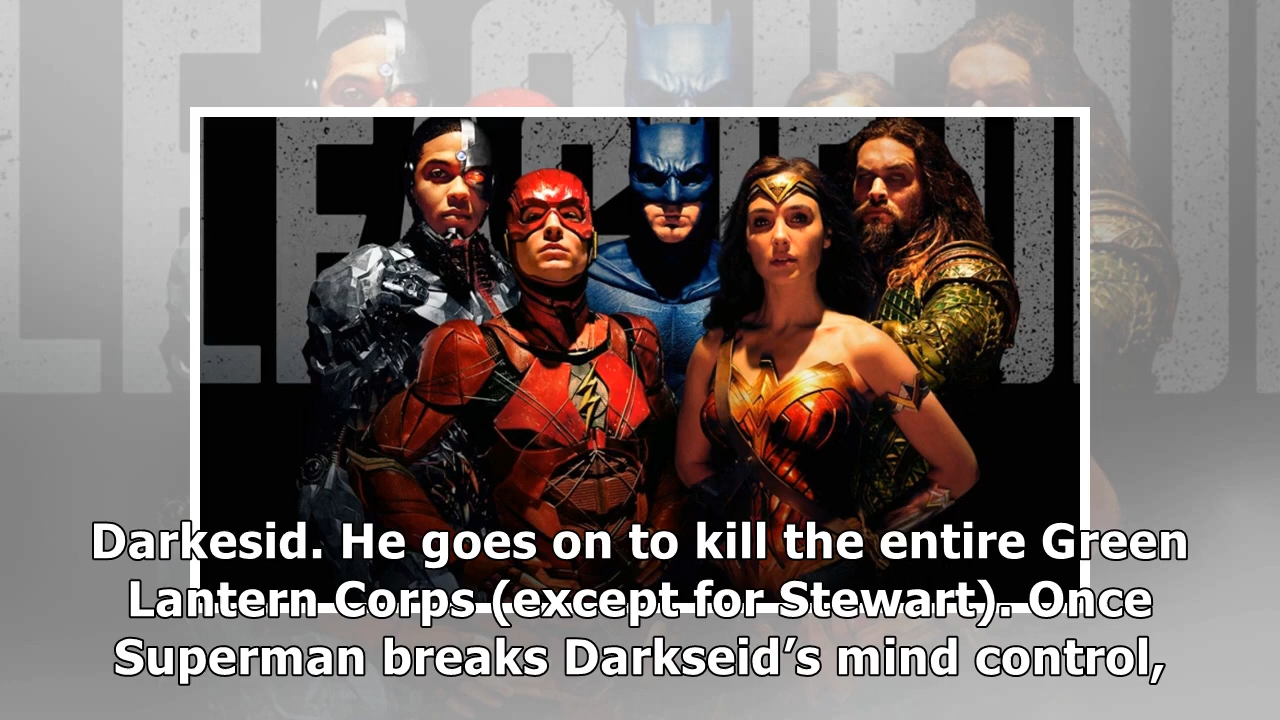 LEAGUE
Darkesid. He goes on to kill the entire Green
Lantern Corps (except for Stewart). Once
Superman breaks Darkseid’s mind control,